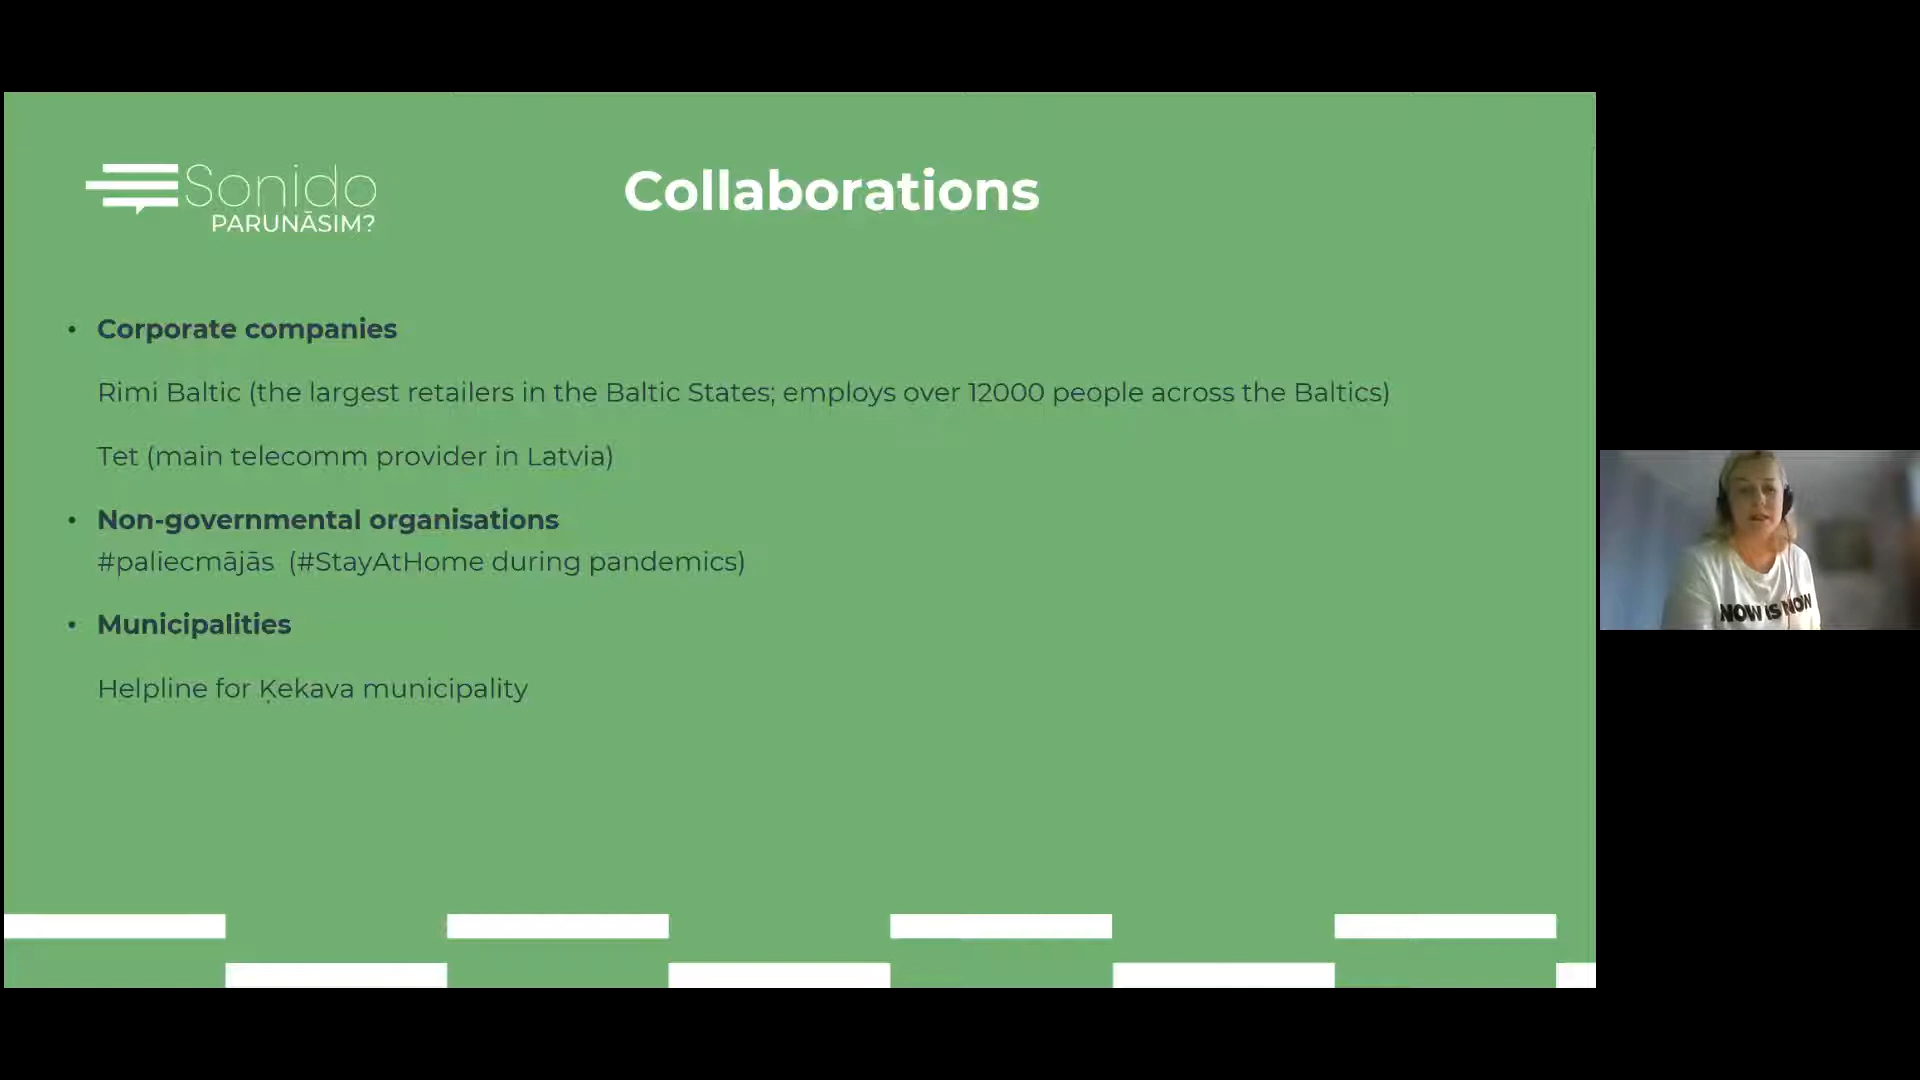 Sonido
PARUNĀSIM?
Collaborations
• Corporate companies
Rimi Baltic (the largest retailers in the Baltic States; employs over 12000 people across the Baltics)
Tet (main telecomm provider in Latvia)
• Non-governmental organisations
#paliecmājās (#StayAtHome during pandemics)
• Municipalities
Helpline for Ķekava municipality
NOW iS NOW